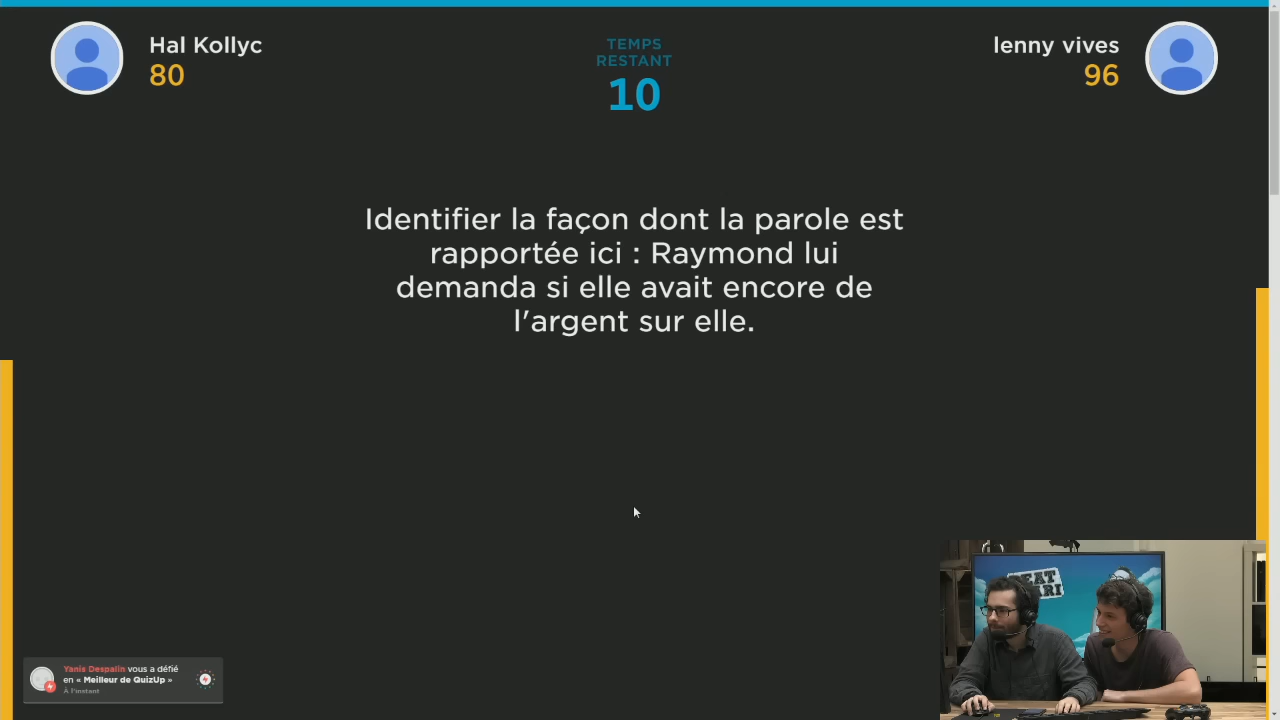 Hal Kollyc
80
TEMPS
RESTANT
10
lenny vives
96
Identifier la façon dont la parole est
rapportée ici : Raymond lui
demanda si elle avait encore de
l'argent sur elle.
Yanis Despalin vous a défié
en « Meilleur de QuizUp »
À l'instant